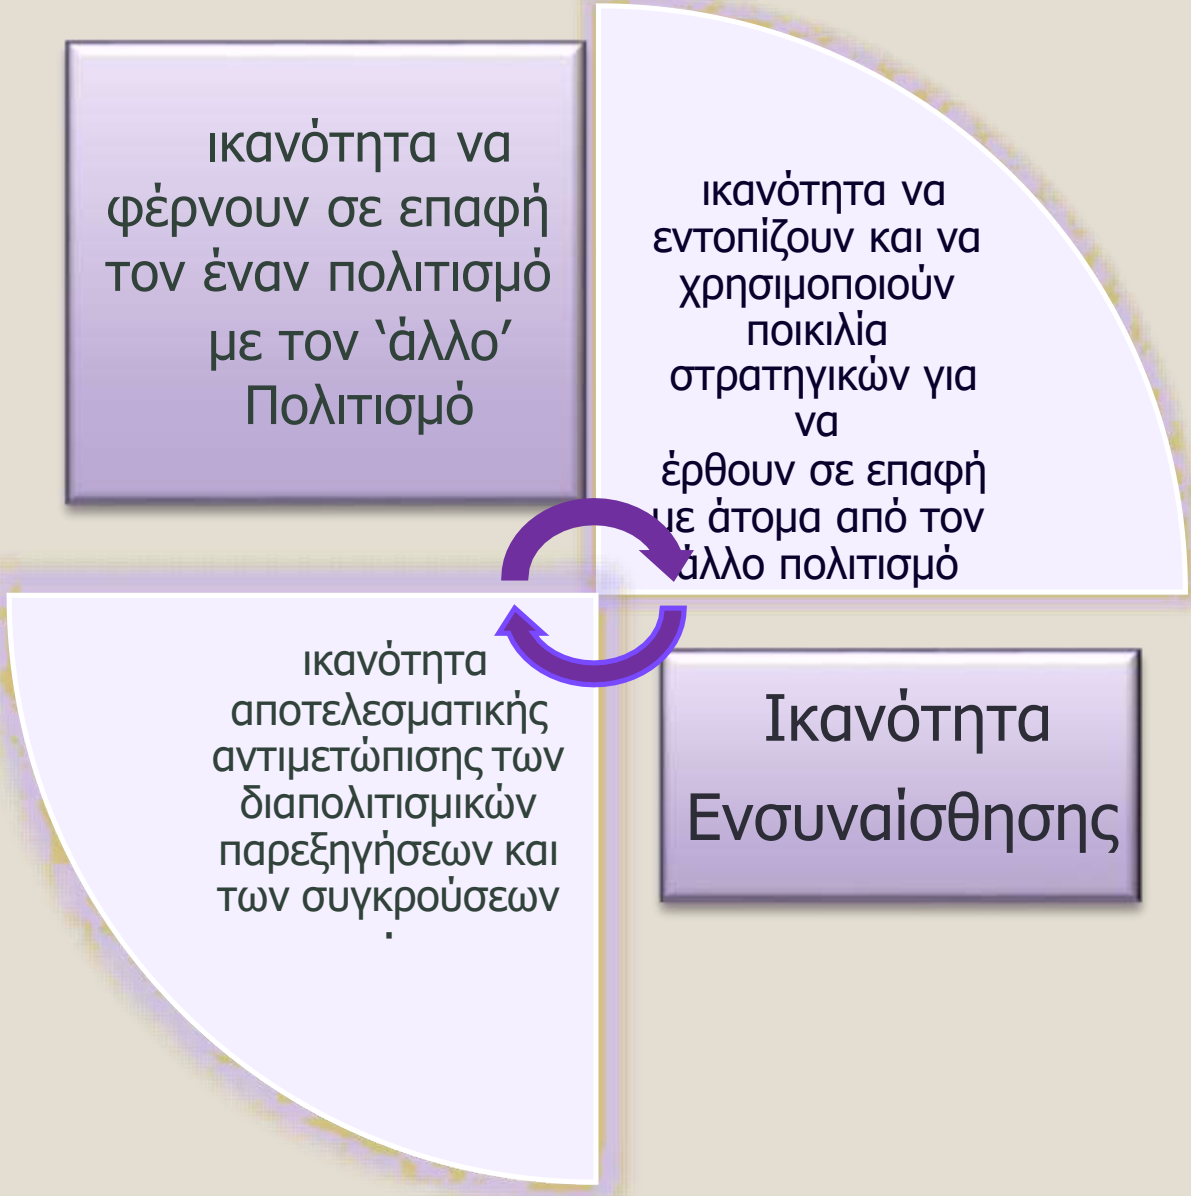 ικανότητα να
φέρνουν σε επαφή
τον έναν πολιτισμό
με τον ‘άλλο’
Πολιτισμό
ικανότητα να
εντοπίζουν και να
χρησιμοποιούν
ποικιλία
στρατηγικών για
να
έρθουν σε επαφή
με άτομα από τον
άλλο πολιτισμό
ικανότητα
αποτελεσματικής
αντιμετώπισης των
διαπολιτισμικών
παρεξηγήσεων και
των συγκρούσεων
.
Ικανότητα
Ενσυναίσθησης